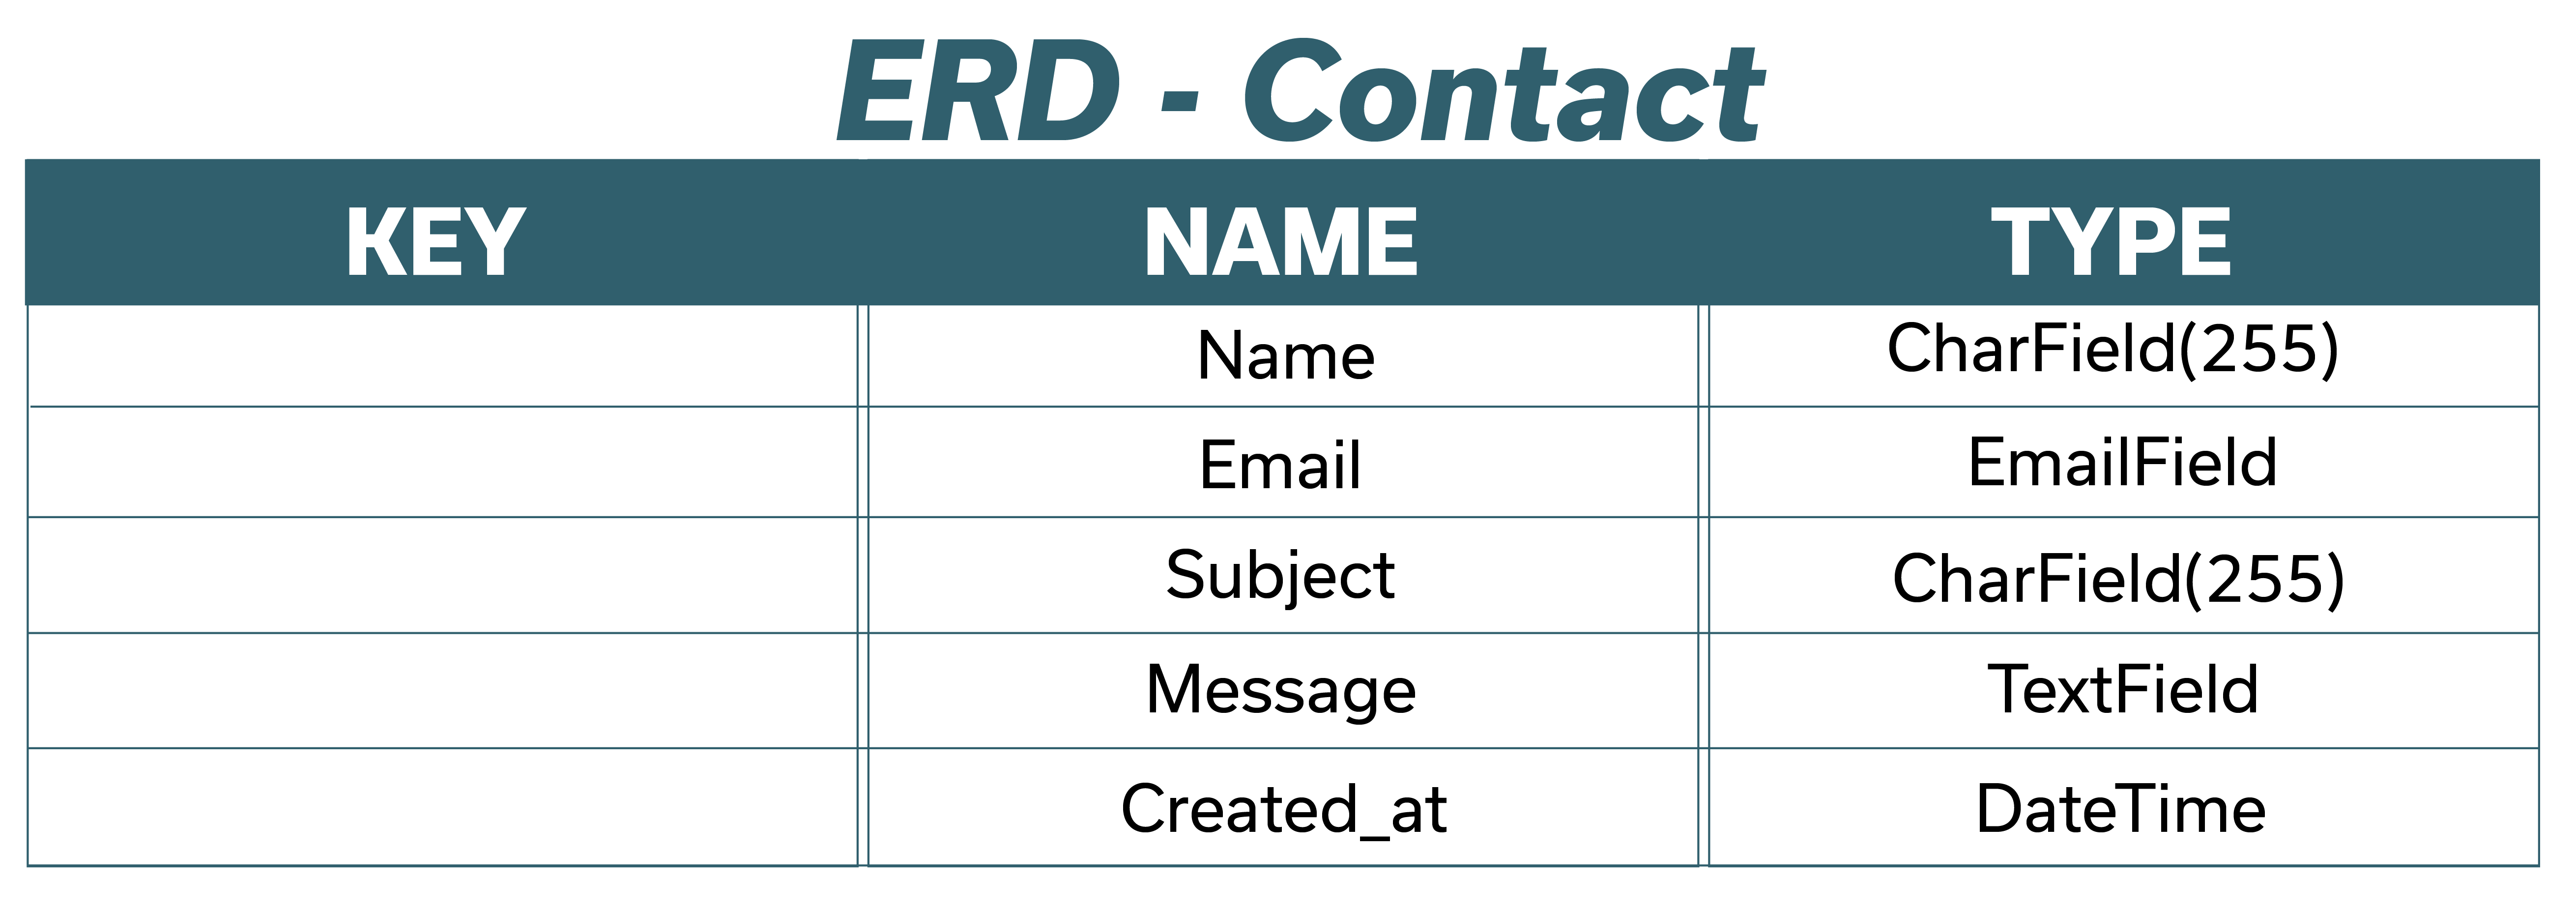 ERD - Contact
KEY NAME TYPE
Name CharField(255)
Email EmailField
Subject CharField(255)
Message TextField
Created_at DateTime